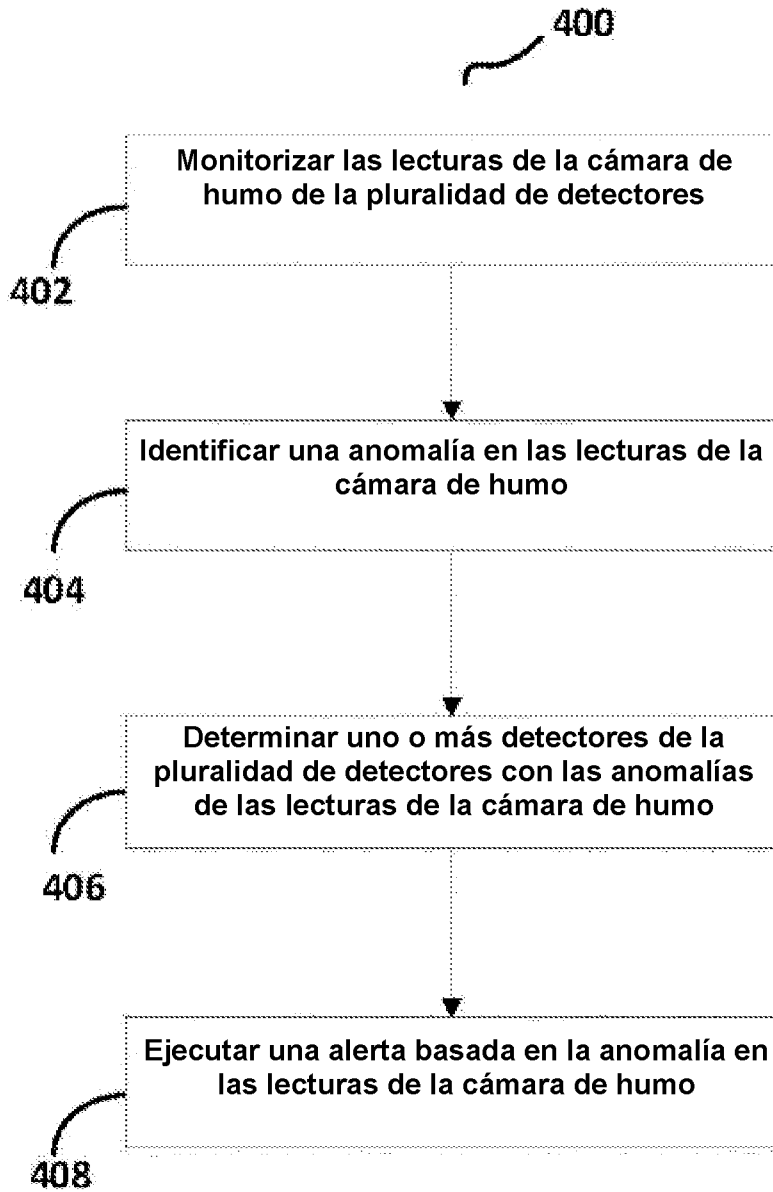 400
Monitorizar las lecturas de la cámara de
humo de la pluralidad de detectores
402
Identificar una anomalía en las lecturas de la
cámara de humo
404
Determinar uno o más detectores de la
pluralidad de detectores con las anomalías
de las lecturas de la cámara de humo
406
Ejecutar una alerta basada en la anomalía en
las lecturas de la cámara de humo
408